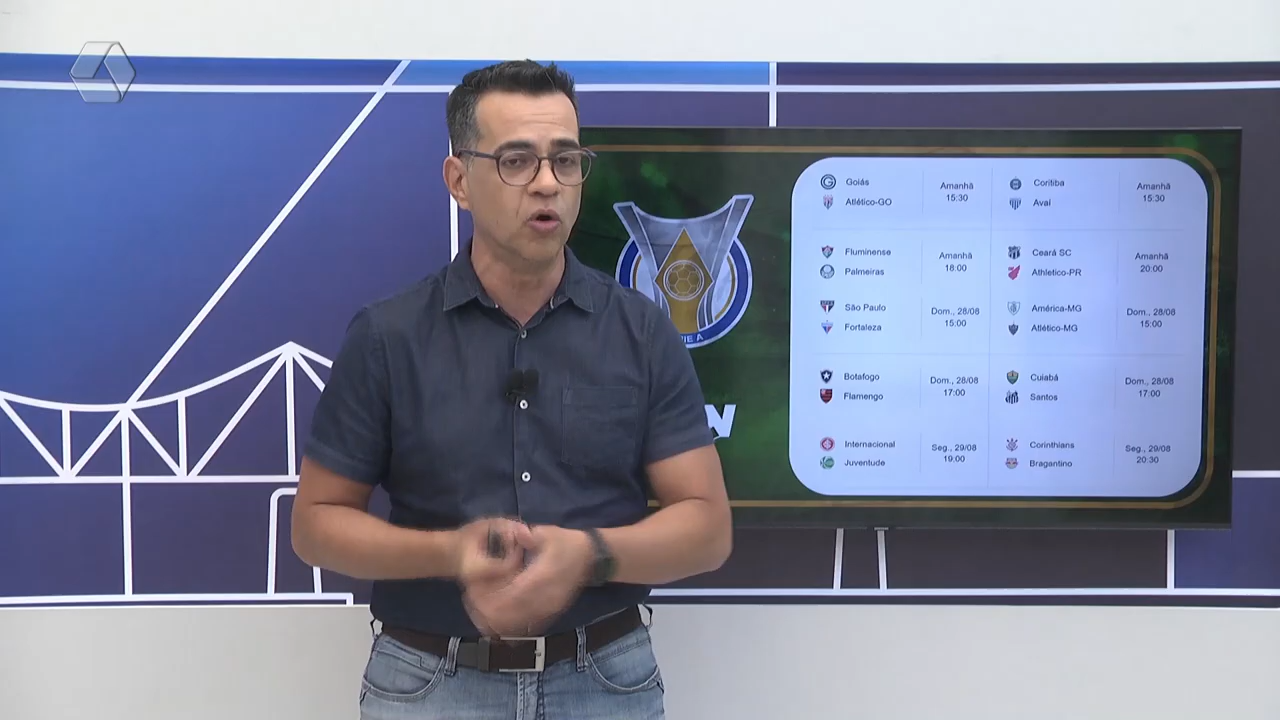 Goiás
Atlético-GO
Amanhã
15:30
Coritiba
Avaí
Amanhã
15:30
Fluminense
Palmeiras
Amanhã
18:00
Ceará SC
Athletico-PR
Amanhã
20:00
São Paulo
Fortaleza
Dom., 28/08
15:00
América-MG
Atlético-MG
Dom., 28/08
15:00
Botafogo
Flamengo
Dom., 28/08
17:00
Cuiabá
Santos
Dom., 28/08
17:00
Internacional
Juventude
Seg., 29/08
19:00
Corinthians
Bragantino
Seg., 29/08
20:30